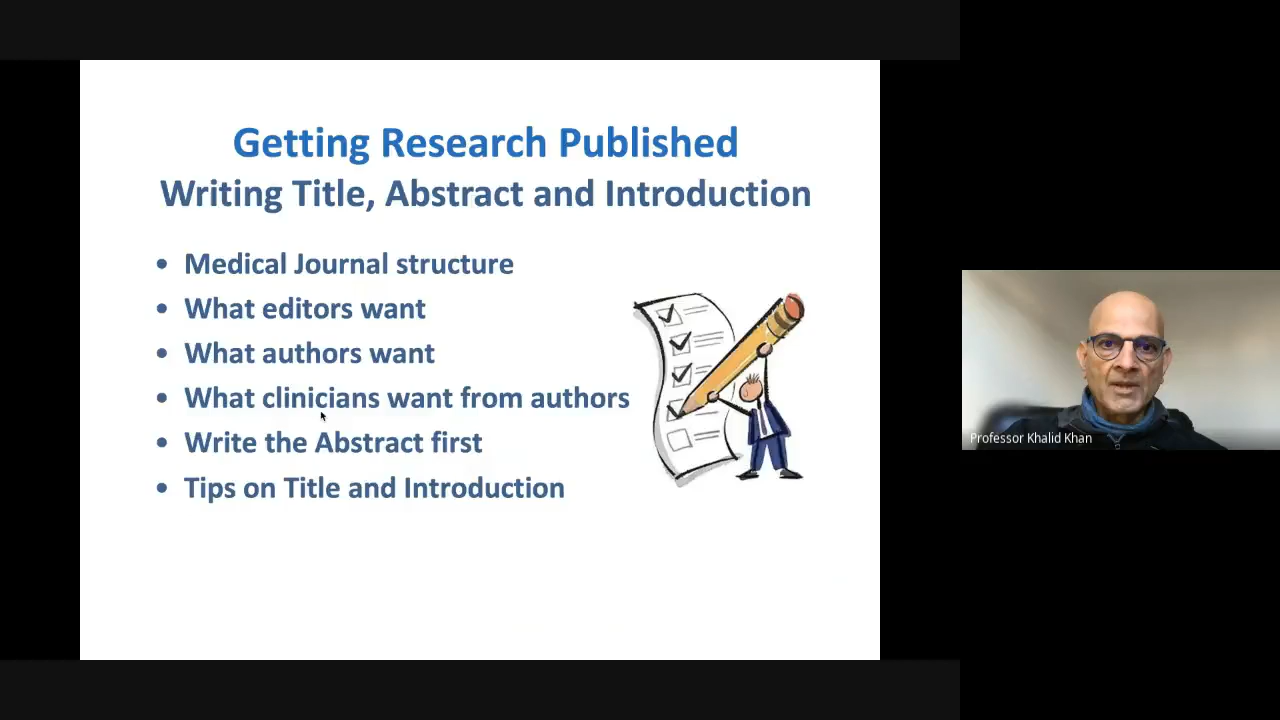 Getting Research Published
Writing Title, Abstract and Introduction
• Medical Journal structure
• What editors want
• What authors want
• What clinicians want from authors
• Write the Abstract first
• Tips on Title and Introduction
Professor Khalid Khan